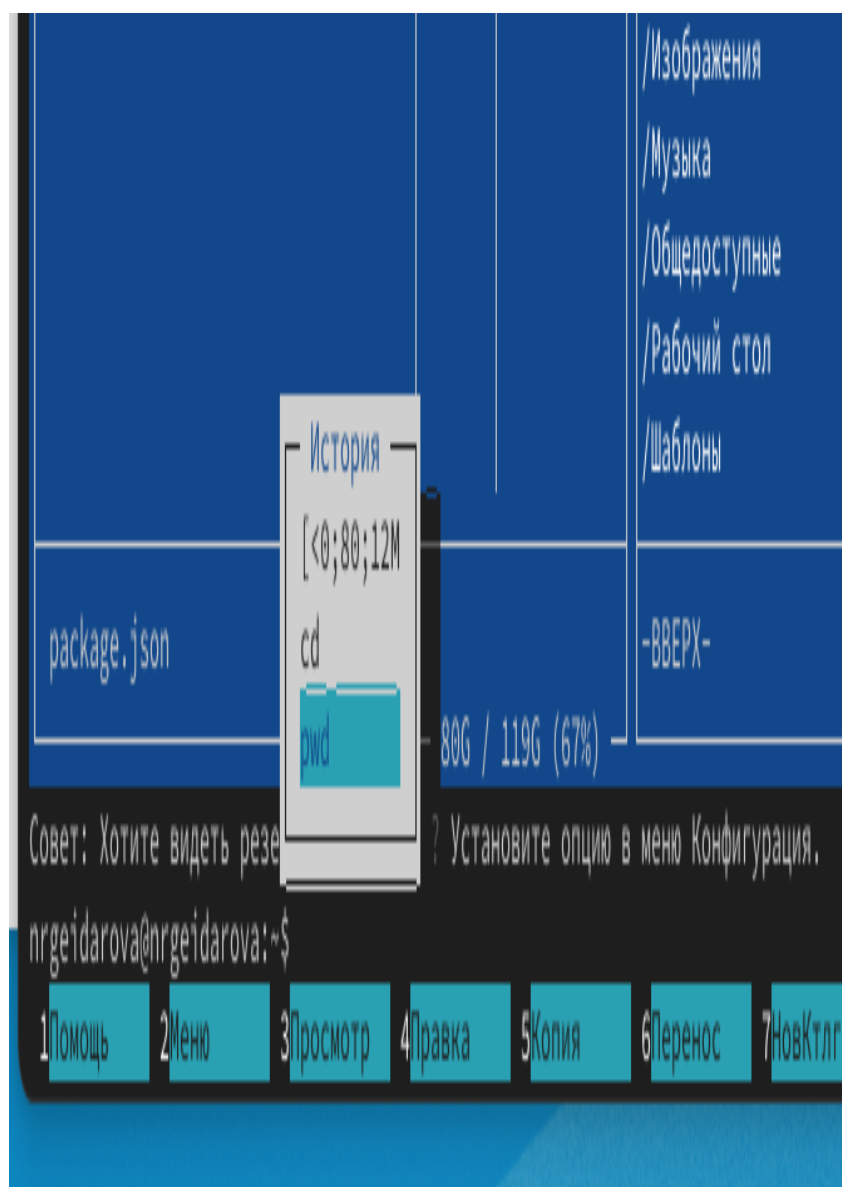 /Изображения
/Музыка
/Общедоступные
/Рабочий стол
/Шаблоны
История
[<0;80;12M
cd
pwd
package.json
-ВВЕРХ-
80G / 119G (67%)
Совет: Хотите видеть резе ? Установите опцию в меню Конфигурация.
nrgeidarova@nrgeidarova:~$
1Помощь 2Меню 3Просмотр 4Правка 5Копия 6Перенос 7НовКтлг